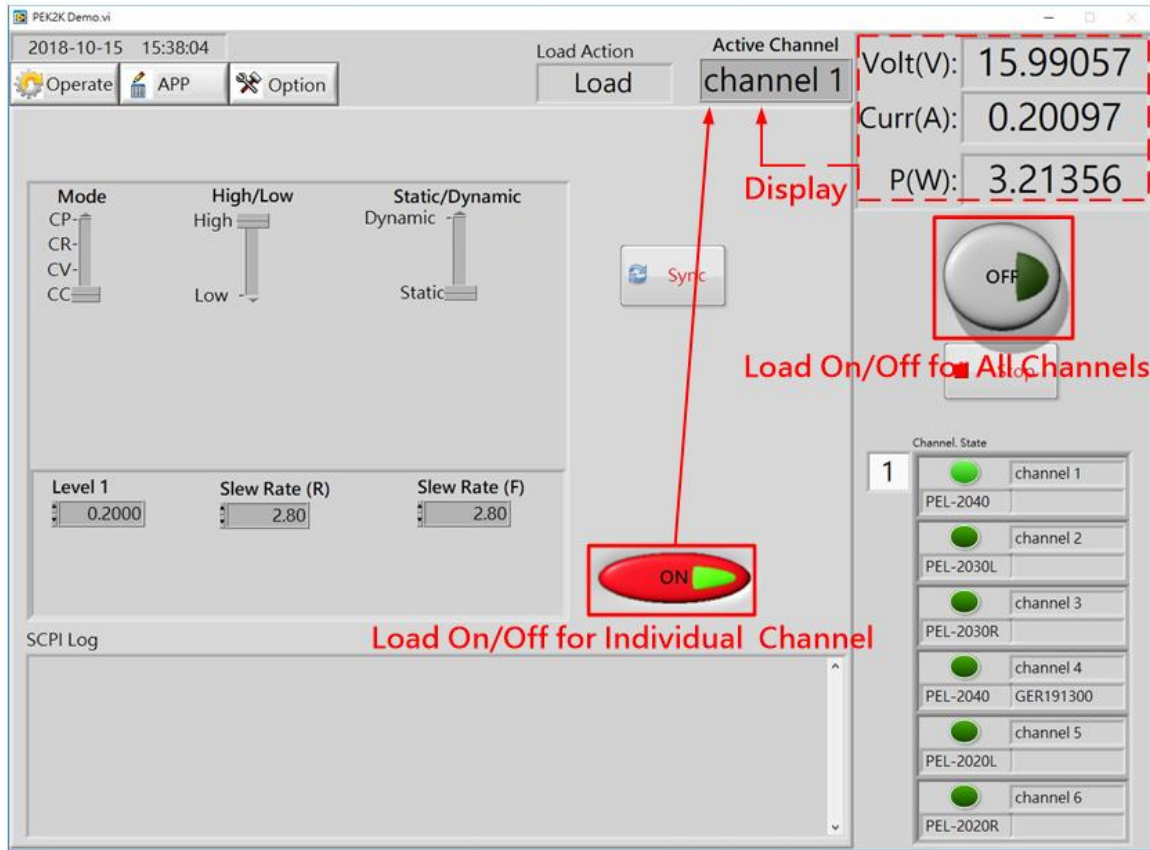 PEK2K Demo.vi
2018-10-15 15:38:04
Operate APP Option
Load Action
Load
Active Channel
channel 1
Volt(V): 15.99057
Curr(A): 0.20097
P(W): 3.21356
Display
Mode
CP
CR
CV
CC
High/Low
High
Low
Static/Dynamic
Dynamic
Static
Sync
OFF
Load On/Off for All Channels
Level 1
0.2000
Slew Rate (R)
2.80
Slew Rate (F)
2.80
ON
Load On/Off for Individual Channel
SCPI Log
Channel. State
1
channel 1
PEL-2040
channel 2
PEL-2030L
channel 3
PEL-2030R
channel 4
PEL-2040 GER191300
channel 5
PEL-2020L
channel 6
PEL-2020R